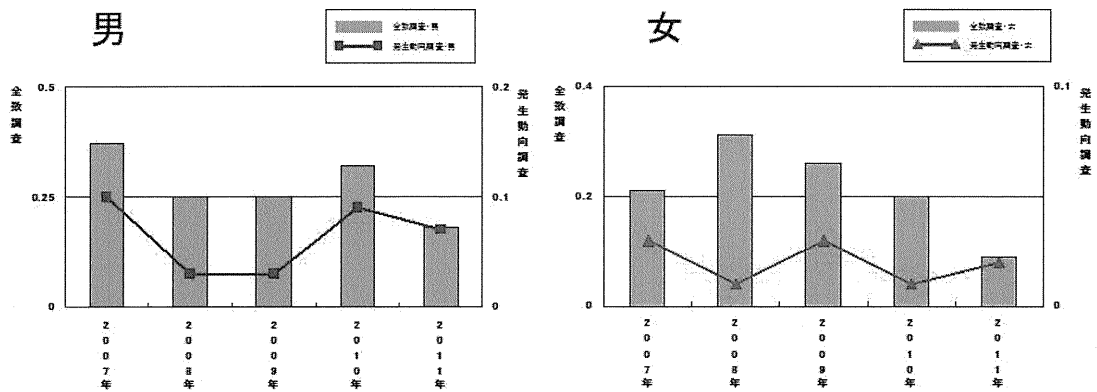 男
全数調査・男
発生動向調査・男
全数調査
0.5
0.25
0
発生動向調査
0.2
0.1
0
2007年
2008年
2009年
2010年
2011年
女
全数調査・女
発生動向調査・女
全数調査
0.4
0.2
0
発生動向調査
0.1
0
2007年
2008年
2009年
2010年
2011年